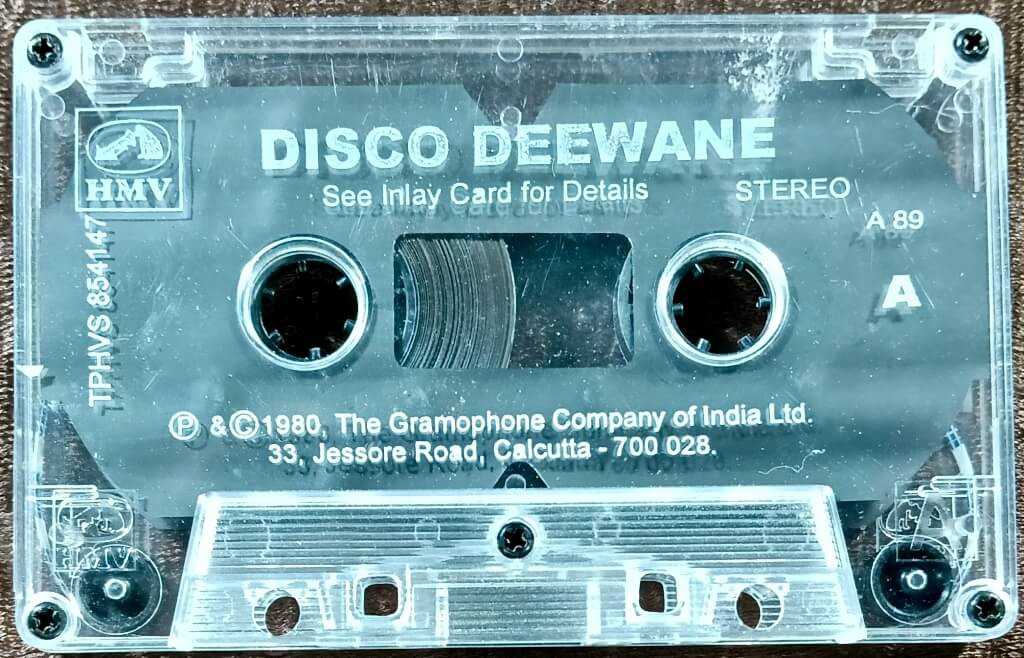 HMV
DISCO DEEWANE
See Inlay Card for Details
STEREO
A 89
A
TPHVS 854147
Ⓟ & ©1980, The Gramophone Company of India Ltd.
33, Jessore Road, Calcutta - 700 028.
HMV
A